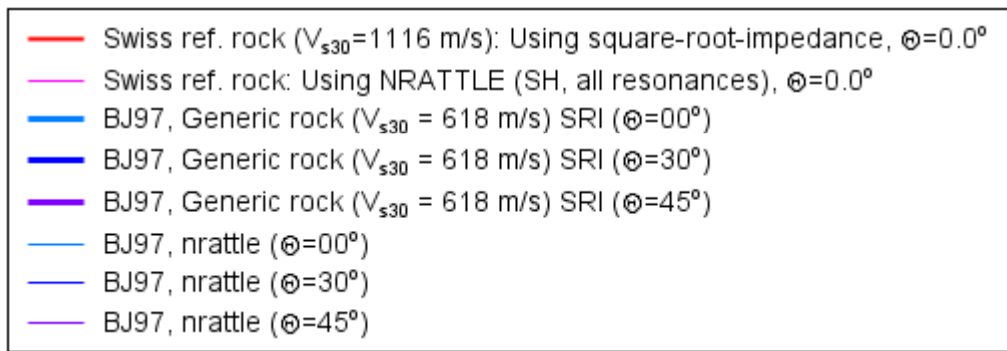 Swiss ref. rock (Vs30=1116 m/s): Using square-root-impedance, Θ=0.0º
Swiss ref. rock: Using NRATTLE (SH, all resonances), Θ=0.0º
BJ97, Generic rock (Vs30 = 618 m/s) SRI (Θ=00º)
BJ97, Generic rock (Vs30 = 618 m/s) SRI (Θ=30º)
BJ97, Generic rock (Vs30 = 618 m/s) SRI (Θ=45º)
BJ97, nrattle (Θ=00º)
BJ97, nrattle (Θ=30º)
BJ97, nrattle (Θ=45º)